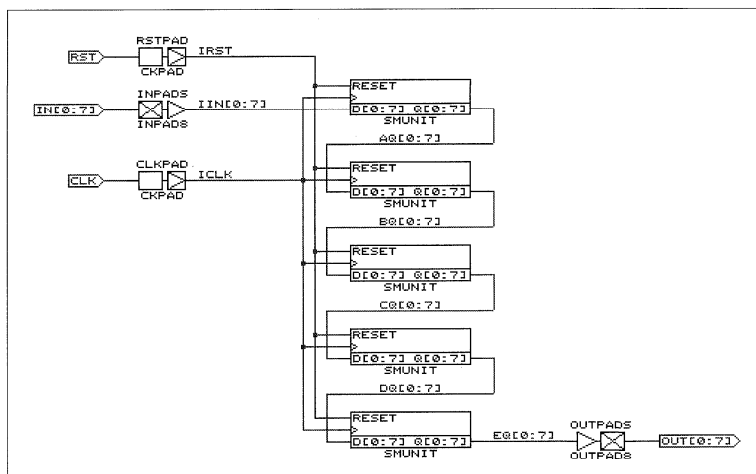 RSTPAD
RST
IRST
CKPAD
INPADS
IN[0:7]
IIN[0:7]
INPAD8
CLKPAD
CLK
ICLK
CKPAD
RESET
D[0:7] Q[0:7]
SMUNIT
AQ[0:7]
RESET
D[0:7] Q[0:7]
SMUNIT
BQ[0:7]
RESET
D[0:7] Q[0:7]
SMUNIT
CQ[0:7]
RESET
D[0:7] Q[0:7]
SMUNIT
DQ[0:7]
RESET
D[0:7] Q[0:7]
SMUNIT
EQ[0:7]
OUTPADS
OUT[0:7]
OUTPAD8